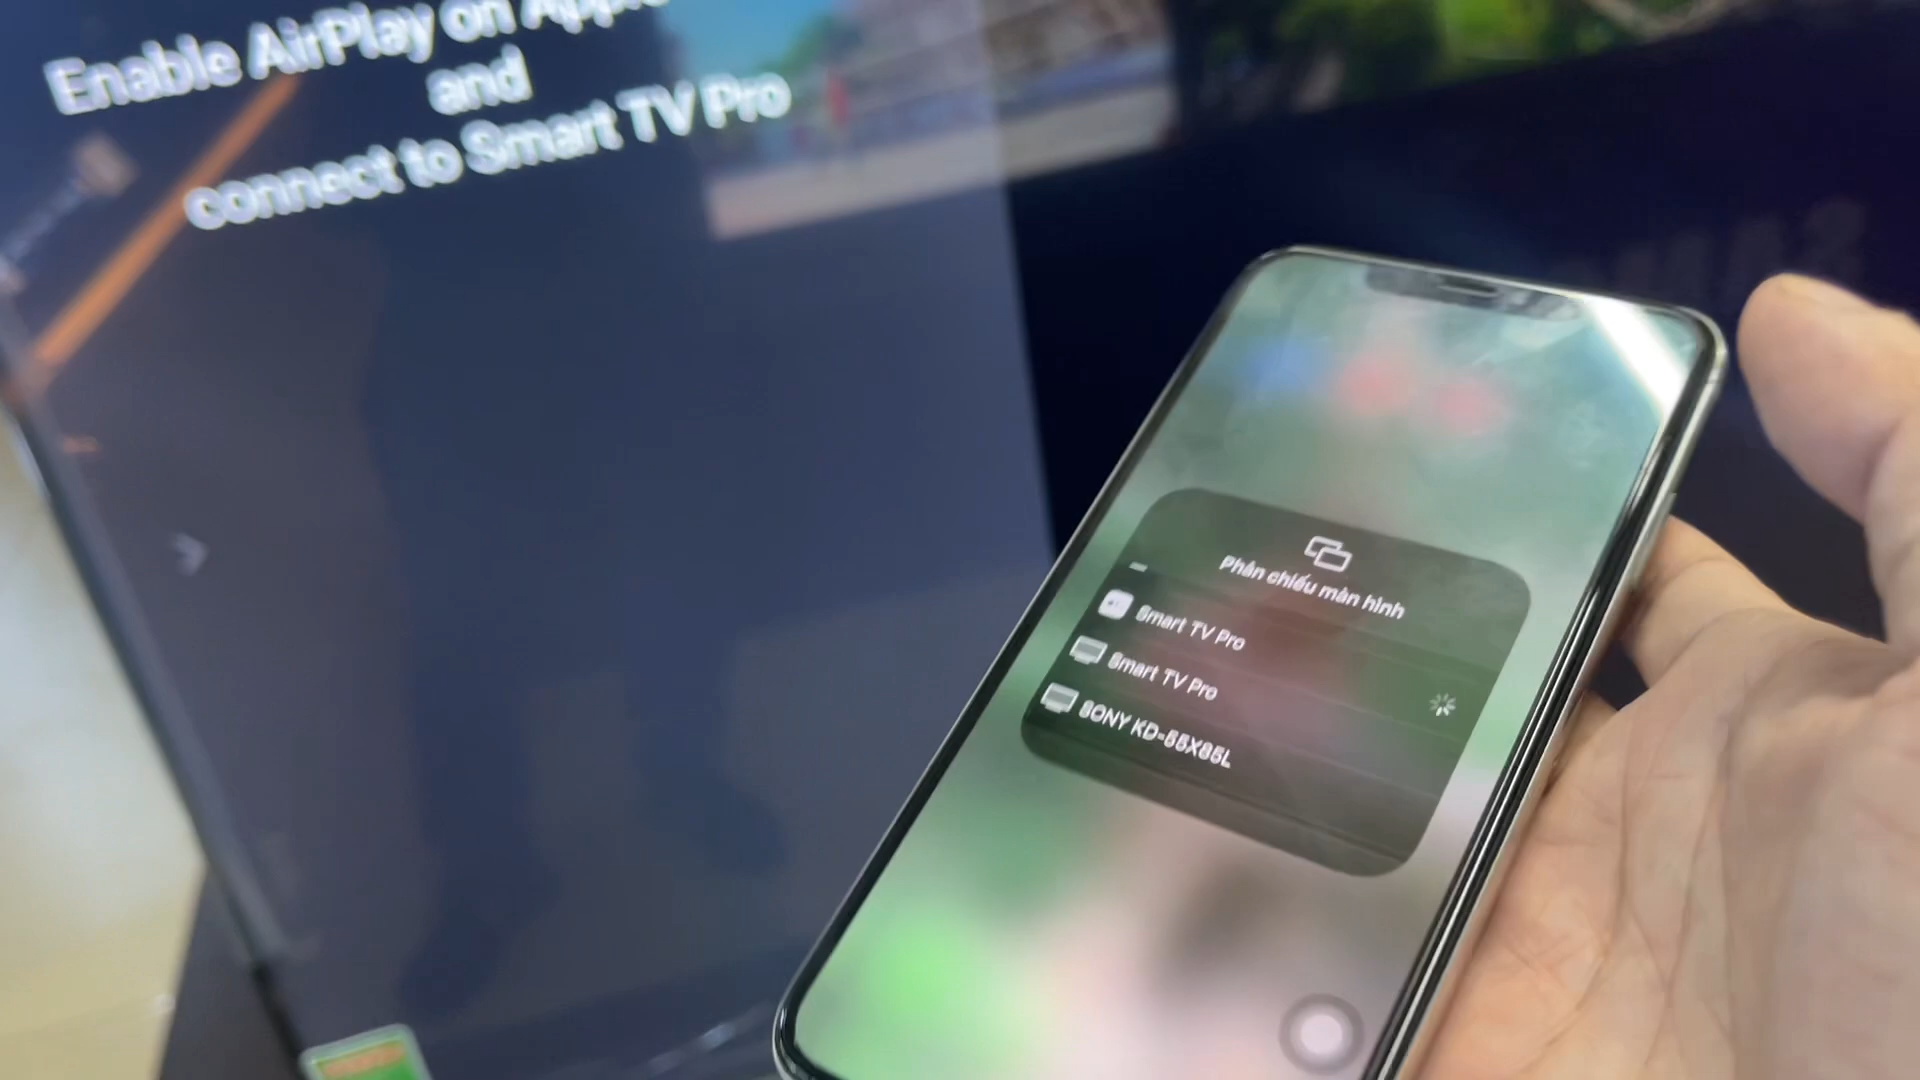 Enable AirPlay on Apple
and
connect to Smart TV Pro
Phản chiếu màn hình
Smart TV Pro
Smart TV Pro
SONY KD-55X85L